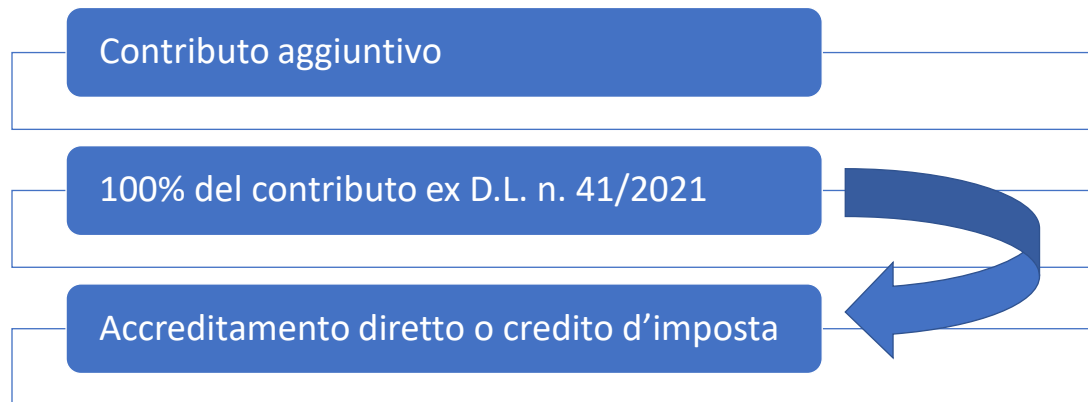 Contributo aggiuntivo
100% del contributo ex D.L. n. 41/2021
Accreditamento diretto o credito d’imposta